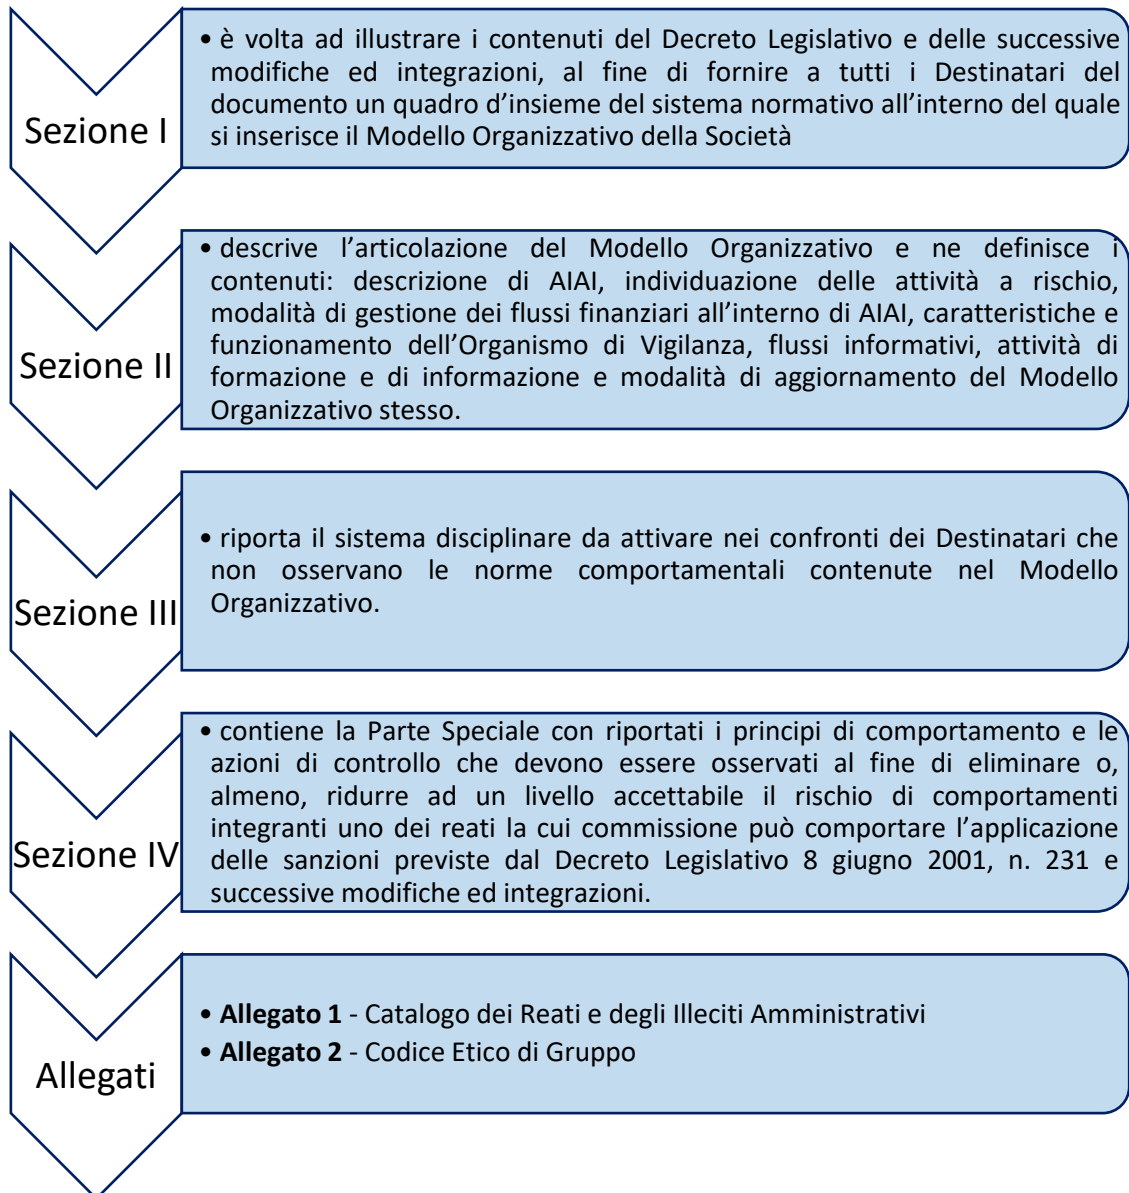 Sezione I
• è volta ad illustrare i contenuti del Decreto Legislativo e delle successive
modifiche ed integrazioni, al fine di fornire a tutti i Destinatari del
documento un quadro d’insieme del sistema normativo all’interno del quale
si inserisce il Modello Organizzativo della Società
Sezione II
• descrive l’articolazione del Modello Organizzativo e ne definisce i
contenuti: descrizione di AIAI, individuazione delle attività a rischio,
modalità di gestione dei flussi finanziari all’interno di AIAI, caratteristiche e
funzionamento dell’Organismo di Vigilanza, flussi informativi, attività di
formazione e di informazione e modalità di aggiornamento del Modello
Organizzativo stesso.
Sezione III
• riporta il sistema disciplinare da attivare nei confronti dei Destinatari che
non osservano le norme comportamentali contenute nel Modello
Organizzativo.
Sezione IV
• contiene la Parte Speciale con riportati i principi di comportamento e le
azioni di controllo che devono essere osservati al fine di eliminare o,
almeno, ridurre ad un livello accettabile il rischio di comportamenti
integranti uno dei reati la cui commissione può comportare l’applicazione
delle sanzioni previste dal Decreto Legislativo 8 giugno 2001, n. 231 e
successive modifiche ed integrazioni.
Allegati
• Allegato 1 - Catalogo dei Reati e degli Illeciti Amministrativi
• Allegato 2 - Codice Etico di Gruppo